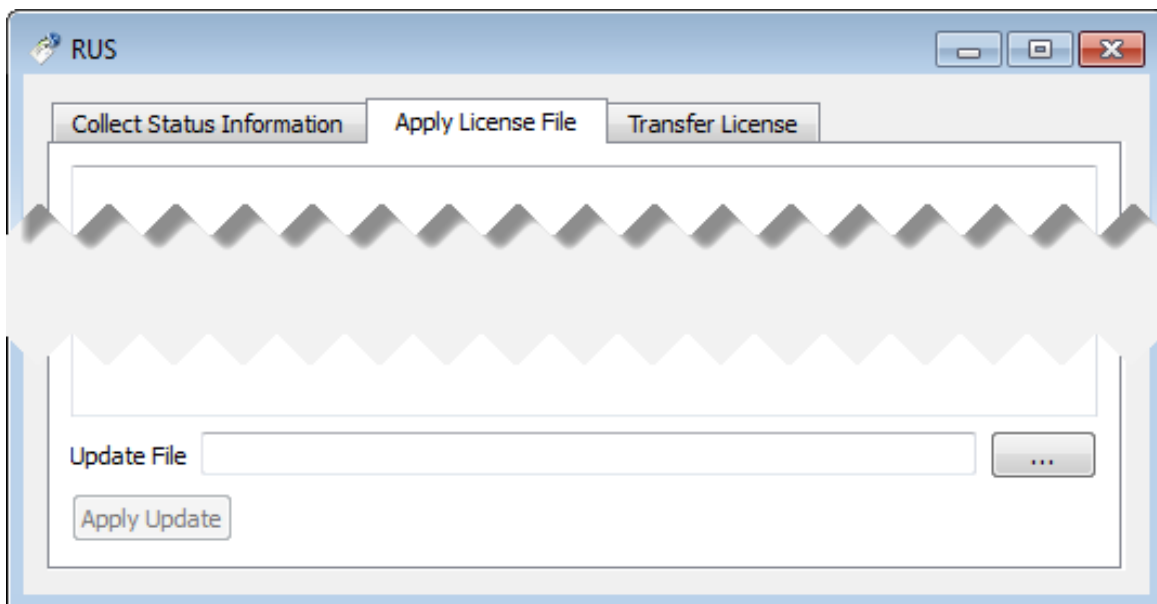 RUS
Collect Status Information Apply License File Transfer License
Update File ...
Apply Update